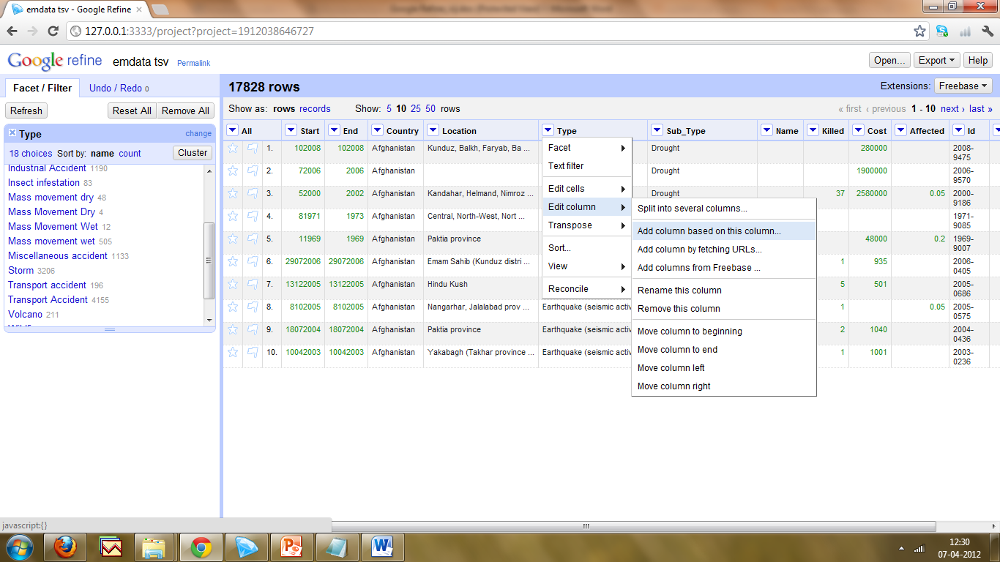 emdata tsv - Google Refine
127.0.0.1:3333/project?project=1912038646727
Google refine emdata tsv Permalink Open... Export Help
Facet / Filter Undo / Redo 0 17828 rows Extensions: Freebase
Refresh Reset All Remove All Show as: rows records Show: 5 10 25 50 rows « first ‹ previous 1 - 10 next › last »
Type change
18 choices Sort by: name count Cluster
Industrial Accident 1190
Insect infestation 83
Mass movement dry 48
Mass Movement Dry 4
Mass Movement Wet 12
Mass movement wet 505
Miscellaneous accident 1133
Storm 3206
Transport accident 196
Transport Accident 4155
Volcano 211
All Start End Country Location Type Sub_Type Name Killed Cost Affected Id
1. 102008 102008 Afghanistan Kunduz, Balkh, Faryab, Ba ... Drought 280000 2008-
9475
2. 72006 2006 Afghanistan Drought 1900000 2006-
9570
3. 52000 2002 Afghanistan Kandahar, Helmand, Nimroz ... Drought 37 2580000 0.05 2000-
9186
4. 81971 1973 Afghanistan Central, North-West, Nort ... 1971-
9085
5. 11969 1969 Afghanistan Paktia province 48000 0.2 1969-
9007
6. 29072006 29072006 Afghanistan Emam Sahib (Kunduz distri ... 1 935 2006-
0405
7. 13122005 13122005 Afghanistan Hindu Kush 5 501 2005-
0686
8. 8102005 8102005 Afghanistan Nangarhar, Jalalabad prov ... Earthquake (seismic activ 1 0.05 2005-
0575
9. 18072004 18072004 Afghanistan Paktia province Earthquake (seismic activ 2 1040 2004-
0436
10. 10042003 10042003 Afghanistan Yakabagh (Takhar province ... Earthquake (seismic activ 1 1001 2003-
0236
Facet
Text filter
Edit cells
Edit column
Transpose
Sort...
View
Reconcile
Split into several columns...
Add column based on this column...
Add column by fetching URLs...
Add columns from Freebase ...
Rename this column
Remove this column
Move column to beginning
Move column to end
Move column left
Move column right
javascript:{}
12:30
07-04-2012